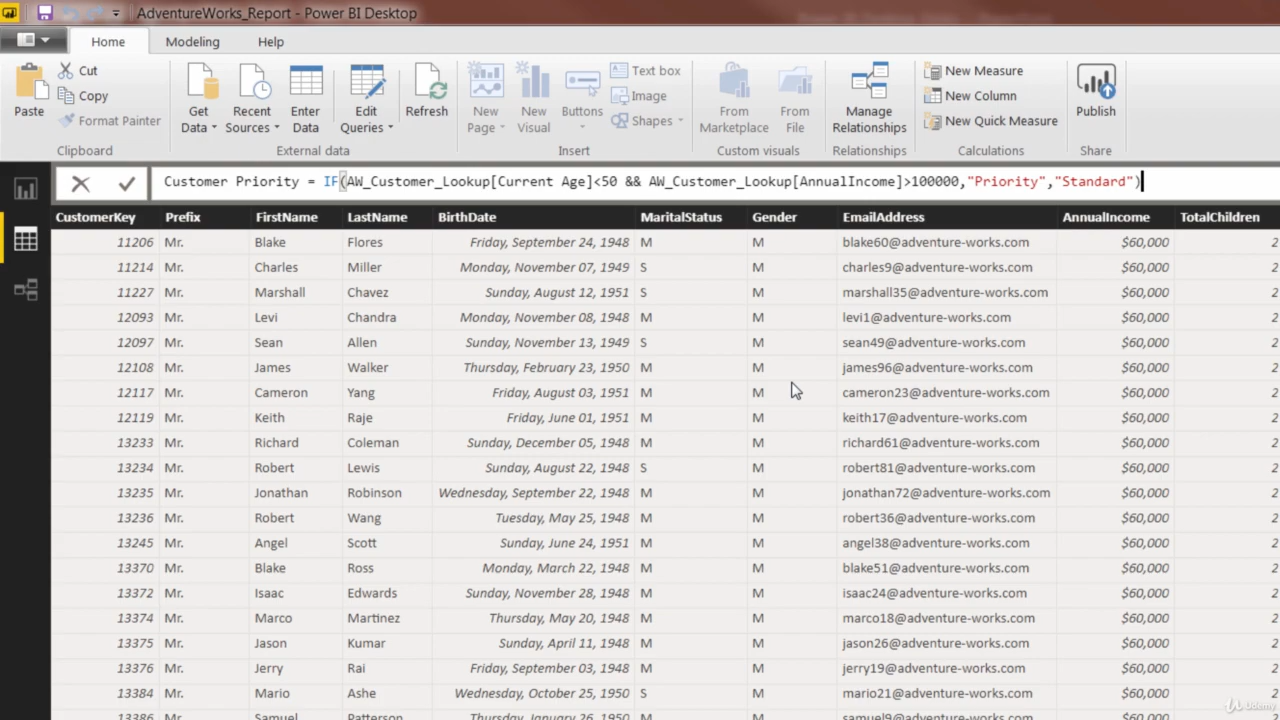 AdventureWorks_Report - Power BI Desktop
Home Modeling Help
Paste
Cut
Copy
Format Painter
Clipboard
Get Data
Recent Sources
Enter Data
Edit Queries
Refresh
External data
New Page
New Visual
Buttons
Text box
Image
Shapes
Insert
From Marketplace
From File
Custom visuals
Manage Relationships
Relationships
New Measure
New Column
New Quick Measure
Calculations
Publish
Share
Customer Priority = IF(AW_Customer_Lookup[Current Age]<50 && AW_Customer_Lookup[AnnualIncome]>100000,"Priority","Standard")
CustomerKey Prefix FirstName LastName BirthDate MaritalStatus Gender EmailAddress AnnualIncome TotalChildren
11206 Mr. Blake Flores Friday, September 24, 1948 M M blake60@adventure-works.com $60,000 2
11214 Mr. Charles Miller Monday, November 07, 1949 S M charles9@adventure-works.com $60,000 2
11227 Mr. Marshall Chavez Sunday, August 12, 1951 S M marshall35@adventure-works.com $60,000 2
12093 Mr. Levi Chandra Monday, November 08, 1948 M M levi1@adventure-works.com $60,000 2
12097 Mr. Sean Allen Sunday, November 13, 1949 S M sean49@adventure-works.com $60,000 2
12108 Mr. James Walker Thursday, February 23, 1950 M M james96@adventure-works.com $60,000 2
12117 Mr. Cameron Yang Friday, August 03, 1951 M M cameron23@adventure-works.com $60,000 2
12119 Mr. Keith Raje Friday, June 01, 1951 M M keith17@adventure-works.com $60,000 2
13233 Mr. Richard Coleman Sunday, December 05, 1948 M M richard61@adventure-works.com $60,000 2
13234 Mr. Robert Lewis Sunday, August 22, 1948 S M robert81@adventure-works.com $60,000 2
13235 Mr. Jonathan Robinson Wednesday, September 22, 1948 M M jonathan72@adventure-works.com $60,000 2
13236 Mr. Robert Wang Tuesday, May 25, 1948 M M robert36@adventure-works.com $60,000 2
13245 Mr. Angel Scott Sunday, June 24, 1951 M M angel38@adventure-works.com $60,000 2
13370 Mr. Blake Ross Monday, March 22, 1948 M M blake51@adventure-works.com $60,000 2
13372 Mr. Isaac Edwards Sunday, November 28, 1948 M M isaac24@adventure-works.com $60,000 2
13374 Mr. Marco Martinez Thursday, May 20, 1948 M M marco18@adventure-works.com $60,000 2
13375 Mr. Jason Kumar Sunday, April 11, 1948 M M jason26@adventure-works.com $60,000 2
13376 Mr. Jerry Rai Friday, September 03, 1948 M M jerry19@adventure-works.com $60,000 2
13384 Mr. Mario Ashe Wednesday, October 25, 1950 S M mario21@adventure-works.com $60,000 2
13386 Mr. Samuel Patterson Thursday, January 26, 1950 M M samuel9@adventure-works.com $60,000 2
Udemy